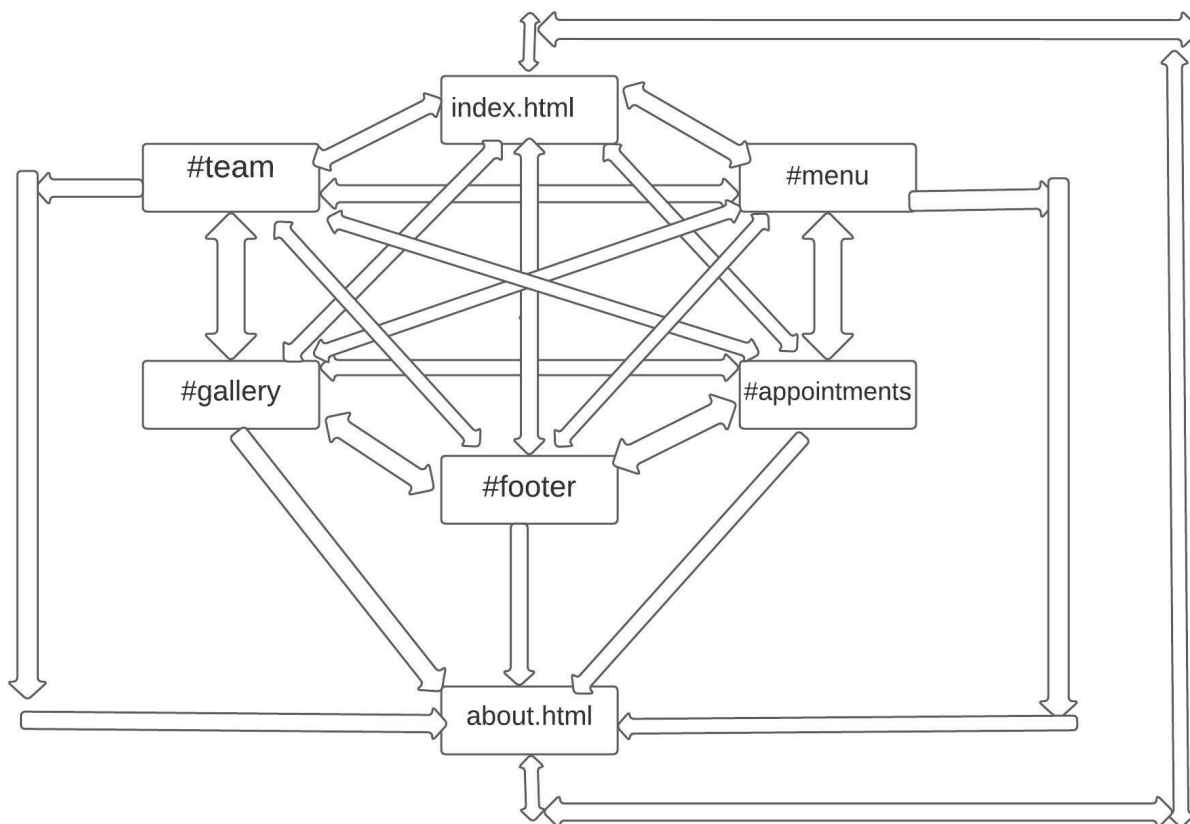 index.html
#team
#menu
#gallery
#appointments
#footer
about.html